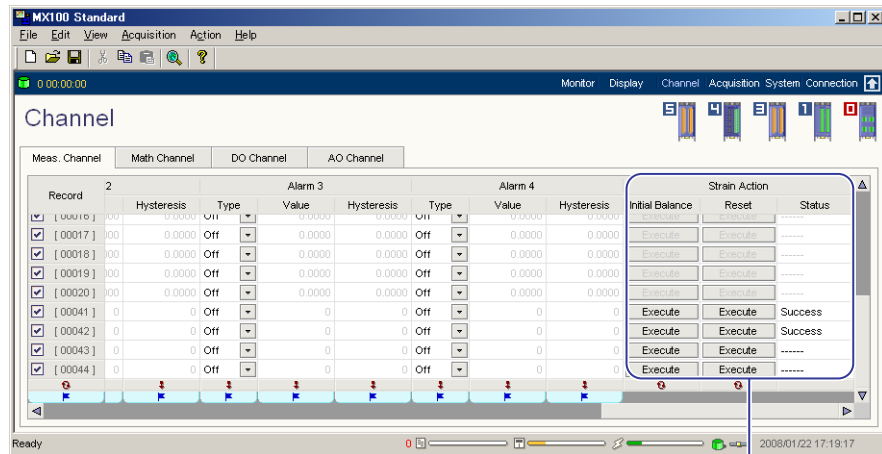 MX100 Standard
File Edit View Acquisition Action Help
0 00:00:00 Monitor Display Channel Acquisition System Connection
Channel
5 4 3 1 0
Meas. Channel Math Channel DO Channel AO Channel
Record 2 Alarm 3 Alarm 4 Strain Action
Hysteresis Type Value Hysteresis Type Value Hysteresis Initial Balance Reset Status
[ 00016 ] 000 0.0000 Off 0.0000 0.0000 Off 0.0000 0.0000 Execute Execute ------
[ 00017 ] 000 0.0000 Off 0.0000 0.0000 Off 0.0000 0.0000 Execute Execute ------
[ 00018 ] 000 0.0000 Off 0.0000 0.0000 Off 0.0000 0.0000 Execute Execute ------
[ 00019 ] 000 0.0000 Off 0.0000 0.0000 Off 0.0000 0.0000 Execute Execute ------
[ 00020 ] 000 0.0000 Off 0.0000 0.0000 Off 0.0000 0.0000 Execute Execute ------
[ 00041 ] 0 0 Off 0 0 Off 0 0 Execute Execute Success
[ 00042 ] 0 0 Off 0 0 Off 0 0 Execute Execute Success
[ 00043 ] 0 0 Off 0 0 Off 0 0 Execute Execute ------
[ 00044 ] 0 0 Off 0 0 Off 0 0 Execute Execute ------
Ready 0 2008/01/22 17:19:17